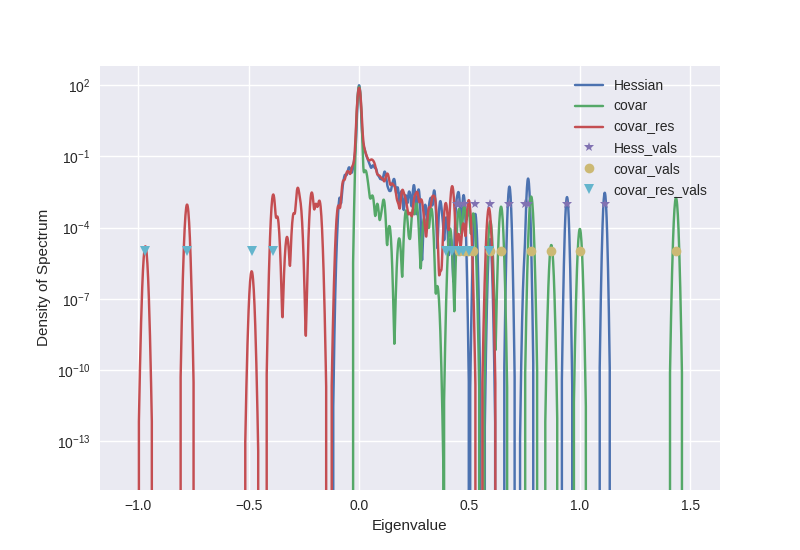 Hessian
covar
covar_res
Hess_vals
covar_vals
covar_res_vals
10^2
10^−1
10^−4
10^−7
10^−10
10^−13
Density of Spectrum
−1.0 −0.5 0.0 0.5 1.0 1.5
Eigenvalue